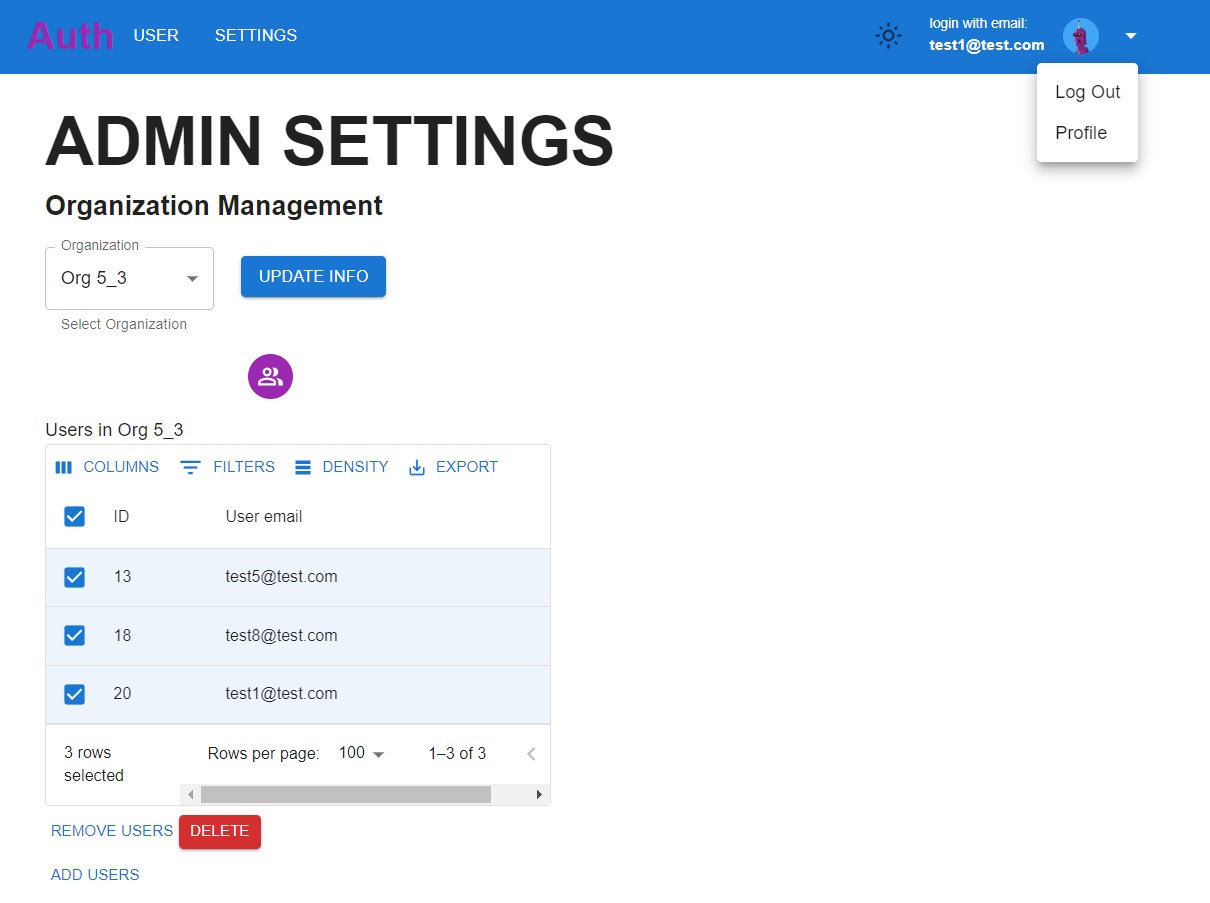 Auth
USER
SETTINGS
login with email:
test1@test.com
Log Out
Profile
ADMIN SETTINGS
Organization Management
Organization
Org 5_3
UPDATE INFO
Select Organization
Users in Org 5_3
COLUMNS
FILTERS
DENSITY
EXPORT
ID
User email
13
test5@test.com
18
test8@test.com
20
test1@test.com
3 rows
selected
Rows per page:
100
1–3 of 3
REMOVE USERS
DELETE
ADD USERS